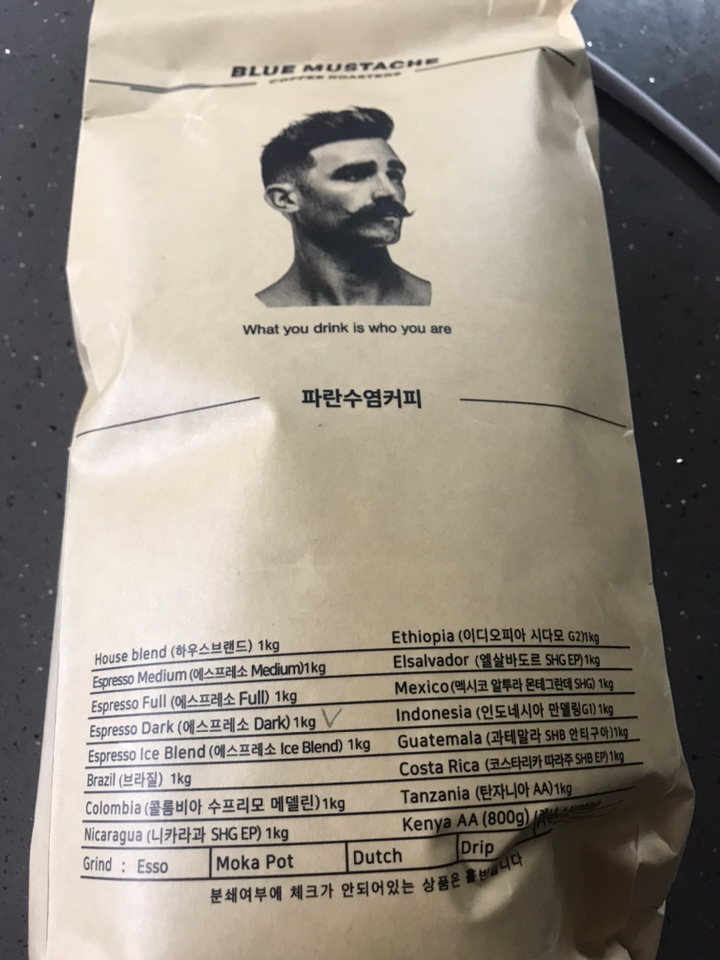 BLUE MUSTACHE
COFFEE ROASTERS
What you drink is who you are
파란수염커피
House blend (하우스브랜드) 1kg
Espresso Medium (에스프레소 Medium)1kg
Espresso Full (에스프레소 Full) 1kg
Espresso Dark (에스프레소 Dark) 1kg
Espresso Ice Blend (에스프레소 Ice Blend) 1kg
Brazil (브라질) 1kg
Colombia (콜롬비아 수프리모 메델린)1kg
Nicaragua (니카라과 SHG EP) 1kg
Ethiopia (이디오피아 시다모 G2)1kg
Elsalvador (엘살바도르 SHG EP)1kg
Mexico(멕시코 알투라 몬테그란데 SHG) 1kg
Indonesia (인도네시아 만델링G1) 1kg
Guatemala (과테말라 SHB 안티구아)1kg
Costa Rica (코스타리카 따라주 SHB EP)1kg
Tanzania (탄자니아 AA)1kg
Kenya AA (800g)
Grind : Esso Moka Pot Dutch Drip
분쇄여부에 체크가 안되어있는 상품은